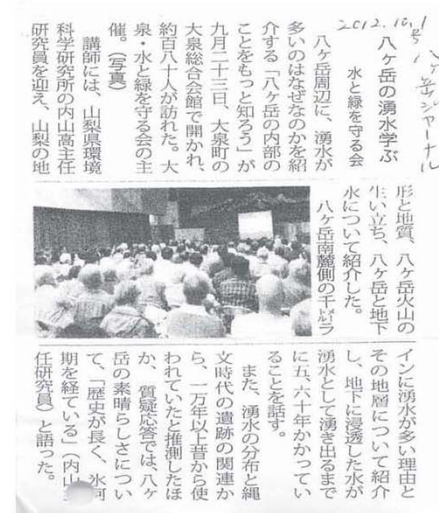 2012.10.1
号 八ヶ岳ジャーナル
八ヶ岳の湧水学ぶ
水と緑を守る会
八ヶ岳周辺に、湧水が
多いのはなぜなのかを紹
介する「八ヶ岳の内部の
ことをもっと知ろう」が
九月二十三日、大泉町の
大泉総合会館で開かれ、
約百八十人が訪れた。大
泉・水と緑を守る会の主
催。(写真)
講師には、山梨県環境
科学研究所の内山高主任
研究員を迎え、山梨の地
形と地質、八ヶ岳火山の
生い立ち、八ヶ岳と地下
水について紹介した。
八ヶ岳南麓側の千㍍ラ
インに湧水が多い理由と
その地層について紹介
し、地下に浸透した水が
湧水として湧き出るまで
に五、六十年かかってい
ることを話す。
また、湧水の分布と縄
文時代の遺跡の関連か
ら、一万年以上昔から使
われていたと推測したほ
か、質疑応答では、八ヶ
岳の素晴らしさについ
て、「歴史が長く、氷河
期を経ている」(内山
任研究員)と語った。